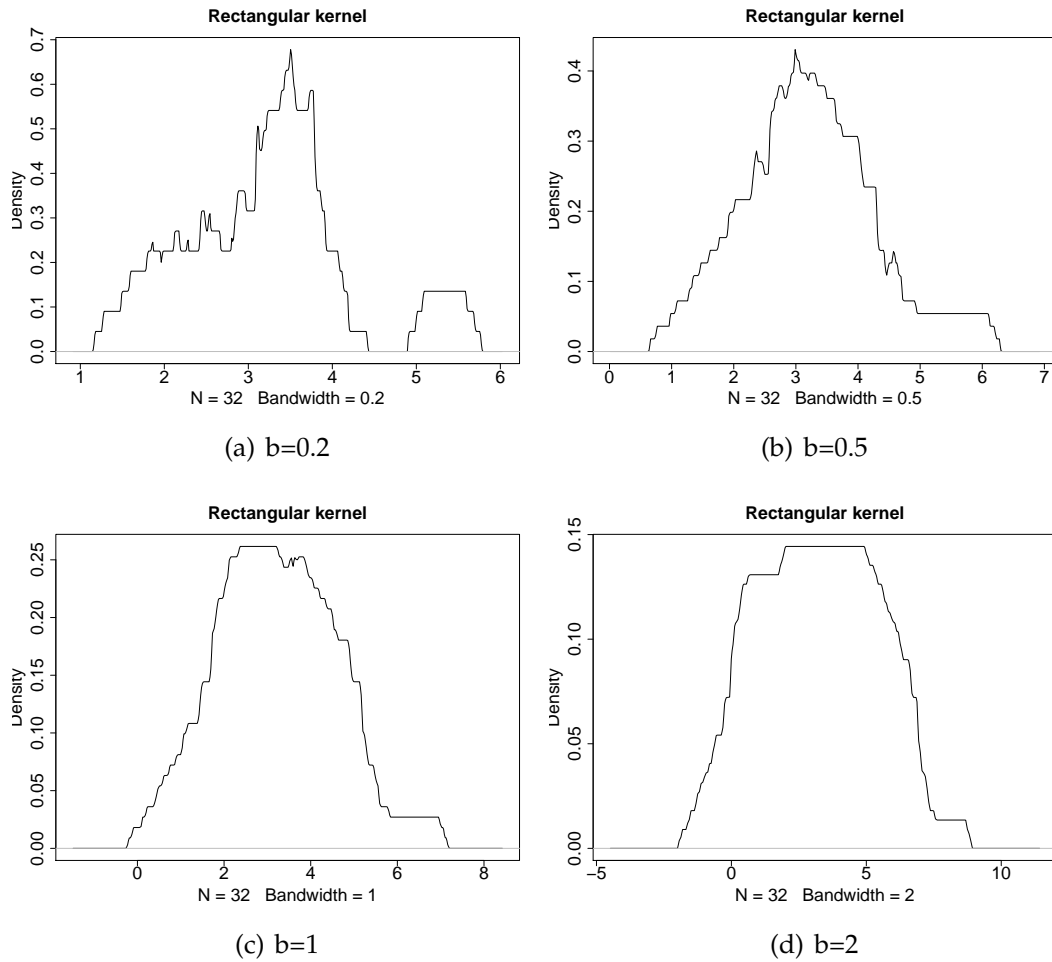 Rectangular kernel
Density
0.0 0.1 0.2 0.3 0.4 0.5 0.6 0.7
1 2 3 4 5 6
N = 32 Bandwidth = 0.2
(a) b=0.2
Rectangular kernel
Density
0.0 0.1 0.2 0.3 0.4
0 1 2 3 4 5 6 7
N = 32 Bandwidth = 0.5
(b) b=0.5
Rectangular kernel
Density
0.00 0.05 0.10 0.15 0.20 0.25
0 2 4 6 8
N = 32 Bandwidth = 1
(c) b=1
Rectangular kernel
Density
0.00 0.05 0.10 0.15
−5 0 5 10
N = 32 Bandwidth = 2
(d) b=2